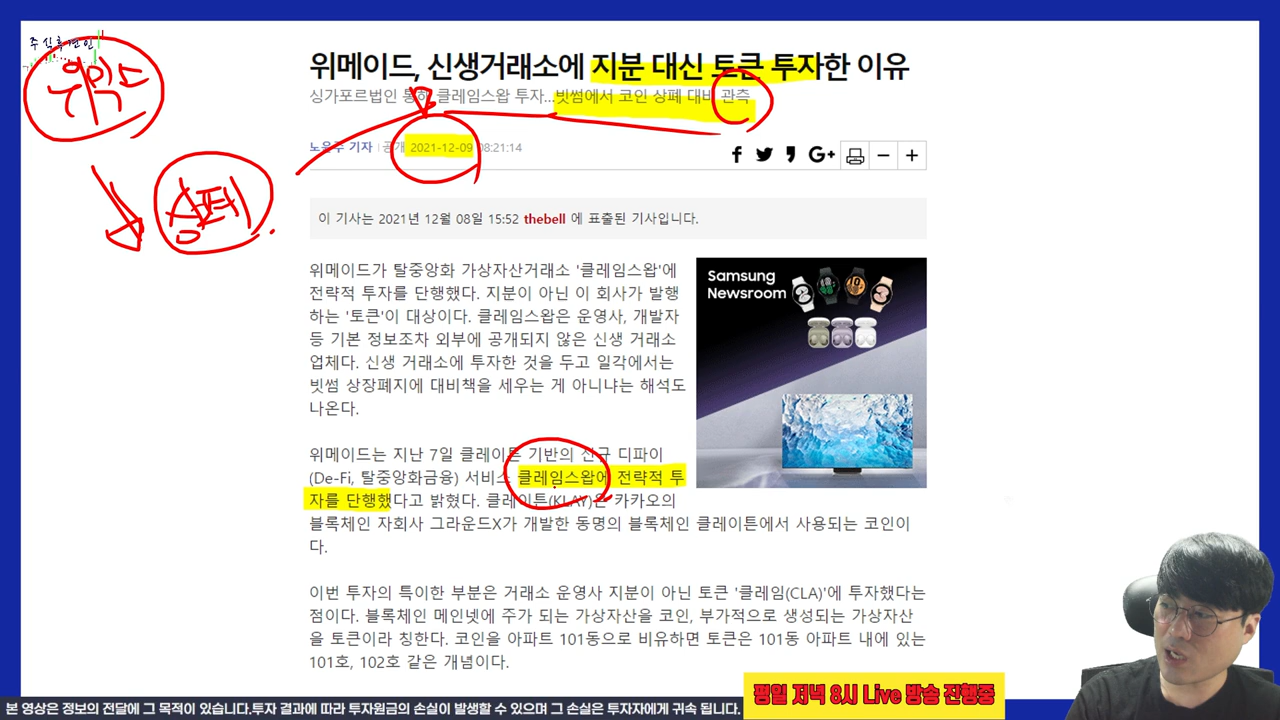 주식후견인
위믹스
상폐
위메이드, 신생거래소에 지분 대신 토큰 투자한 이유
싱가포르법인 통해 클레임스왑 투자...빗썸에서 코인 상폐 대비 관측
노윤주 기자 | 공개 2021-12-09 08:21:14
G+
이 기사는 2021년 12월 08일 15:52 thebell 에 표출된 기사입니다.
위메이드가 탈중앙화 가상자산거래소 '클레임스왑'에
전략적 투자를 단행했다. 지분이 아닌 이 회사가 발행
하는 '토큰'이 대상이다. 클레임스왑은 운영사, 개발자
등 기본 정보조차 외부에 공개되지 않은 신생 거래소
업체다. 신생 거래소에 투자한 것을 두고 일각에서는
빗썸 상장폐지에 대비책을 세우는 게 아니냐는 해석도
나온다.
Samsung
Newsroom
위메이드는 지난 7일 클레이튼 기반의 신규 디파이
(De-Fi, 탈중앙화금융) 서비스 클레임스왑에 전략적 투
자를 단행했다고 밝혔다. 클레이튼(KLAY)은 카카오의
블록체인 자회사 그라운드X가 개발한 동명의 블록체인 클레이튼에서 사용되는 코인이
다.
이번 투자의 특이한 부분은 거래소 운영사 지분이 아닌 토큰 '클레임(CLA)'에 투자했다는
점이다. 블록체인 메인넷에 주가 되는 가상자산을 코인, 부가적으로 생성되는 가상자산
을 토큰이라 칭한다. 코인을 아파트 101동으로 비유하면 토큰은 101동 아파트 내에 있는
101호, 102호 같은 개념이다.
평일 저녁 8시 Live 방송 진행중
본 영상은 정보의 전달에 그 목적이 있습니다.투자 결과에 따라 투자원금의 손실이 발생할 수 있으며 그 손실은 투자자에게 귀속 됩니다.